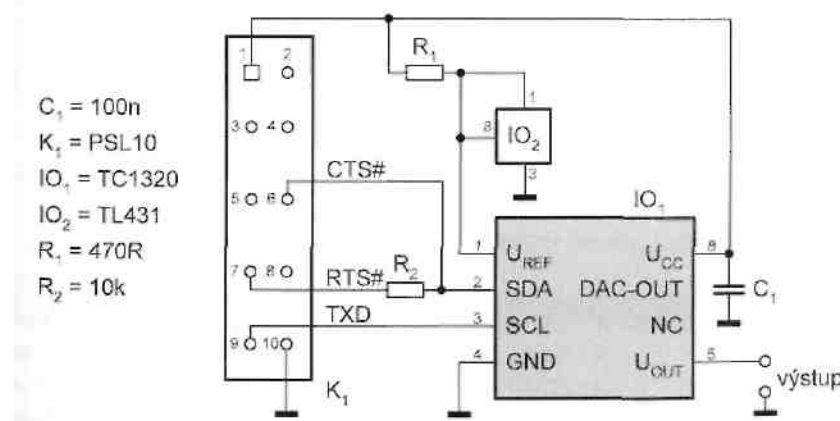 C₁ = 100n
K₁ = PSL10
IO₁ = TC1320
IO₂ = TL431
R₁ = 470R
R₂ = 10k
1 2
3 4
5 6
7 8
9 10
K₁
R₁
1
8 IO₂
3
CTS#
RTS# R₂
TXD
IO₁
1 U_REF U_CC 8
2 SDA DAC-OUT
3 SCL NC
4 GND U_OUT 5
C₁
výstup